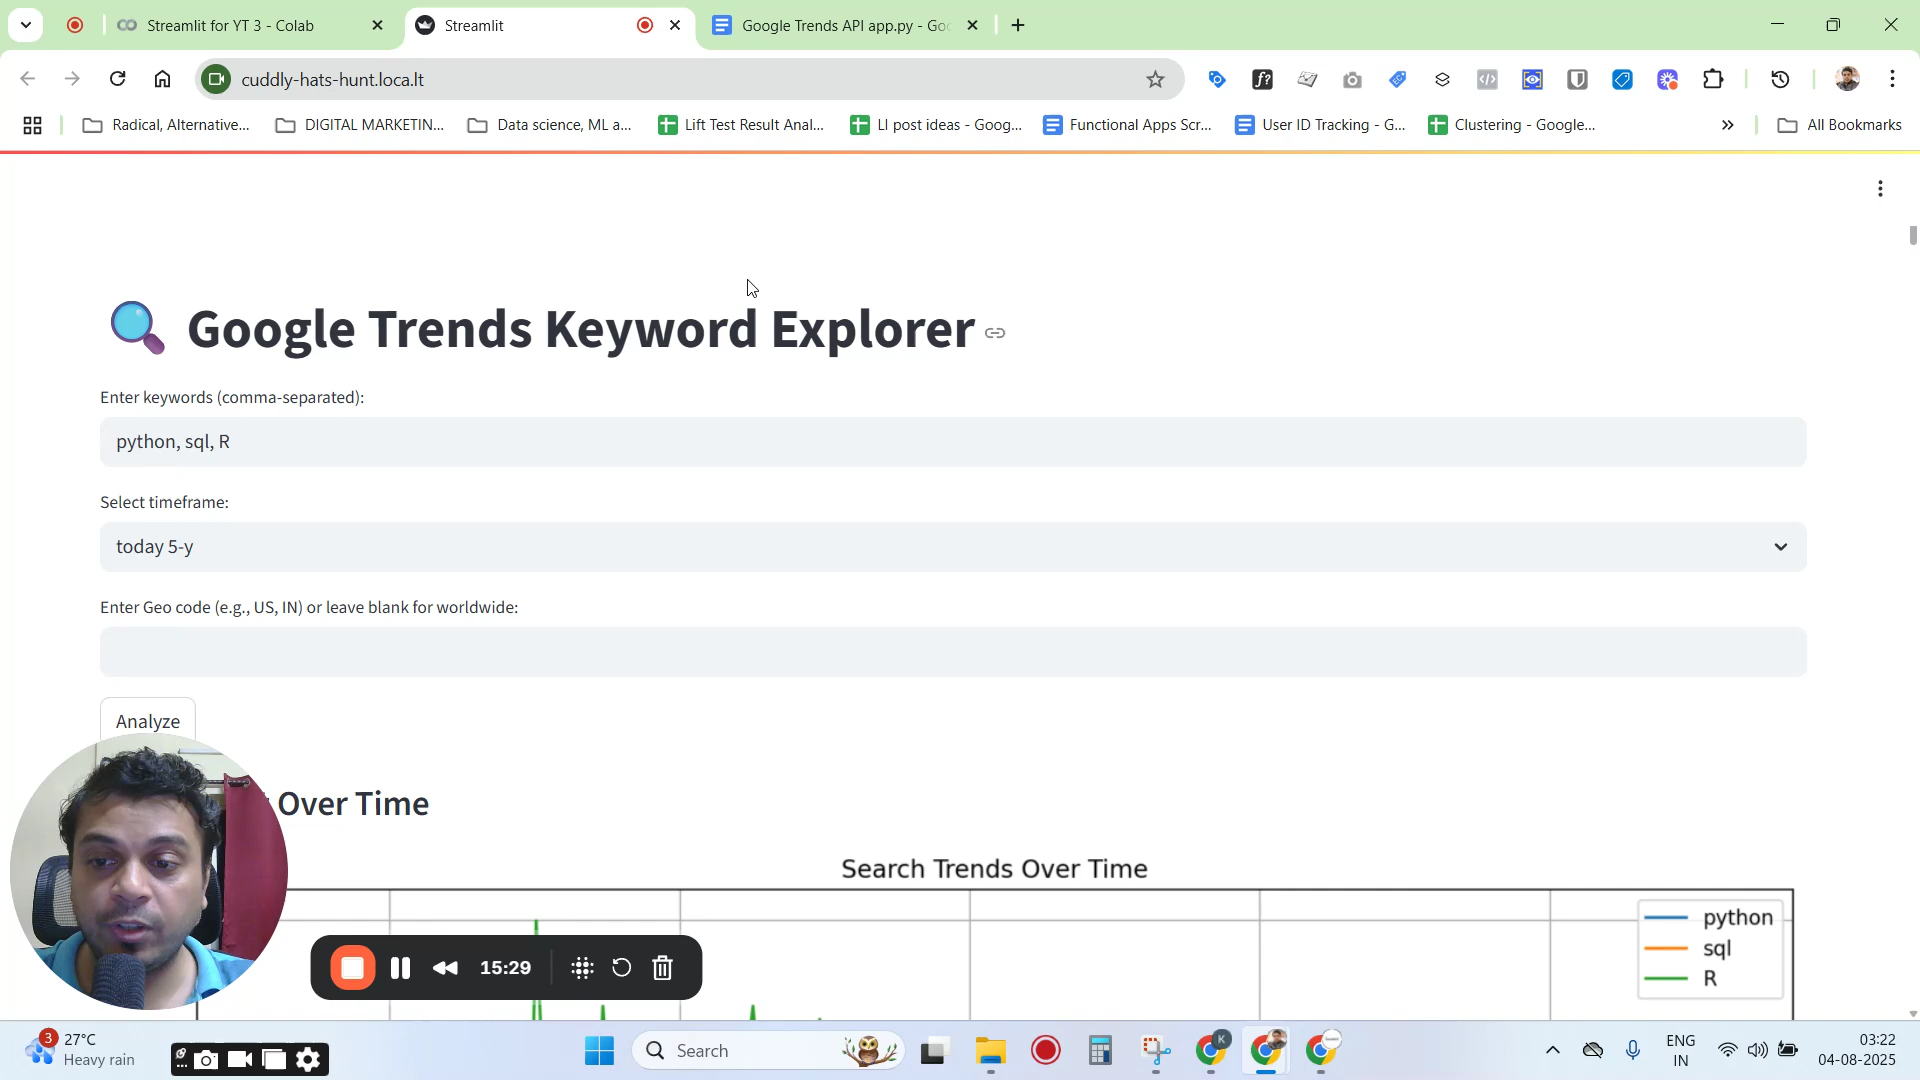 Streamlit for YT 3 - Colab
Streamlit
Google Trends API app.py - Goo
cuddly-hats-hunt.loca.lt
Radical, Alternative...
DIGITAL MARKETIN...
Data science, ML a...
Lift Test Result Anal...
LI post ideas - Goog...
Functional Apps Scr...
User ID Tracking - G...
Clustering - Google...
All Bookmarks
Google Trends Keyword Explorer
Enter keywords (comma-separated):
python, sql, R
Select timeframe:
today 5-y
Enter Geo code (e.g., US, IN) or leave blank for worldwide:
Analyze
Over Time
Search Trends Over Time
python
sql
R
15:29
3
27°C
Heavy rain
Search
K
ENG
IN
03:22
04-08-2025